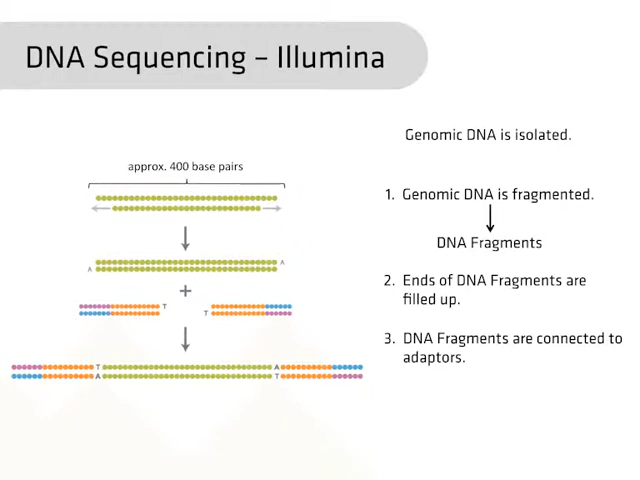 DNA Sequencing – Illumina
Genomic DNA is isolated.
approx. 400 base pairs
1. Genomic DNA is fragmented.
DNA Fragments
A
A
+
2. Ends of DNA Fragments are
filled up.
T
T
3. DNA Fragments are connected to
adaptors.
T A
A T